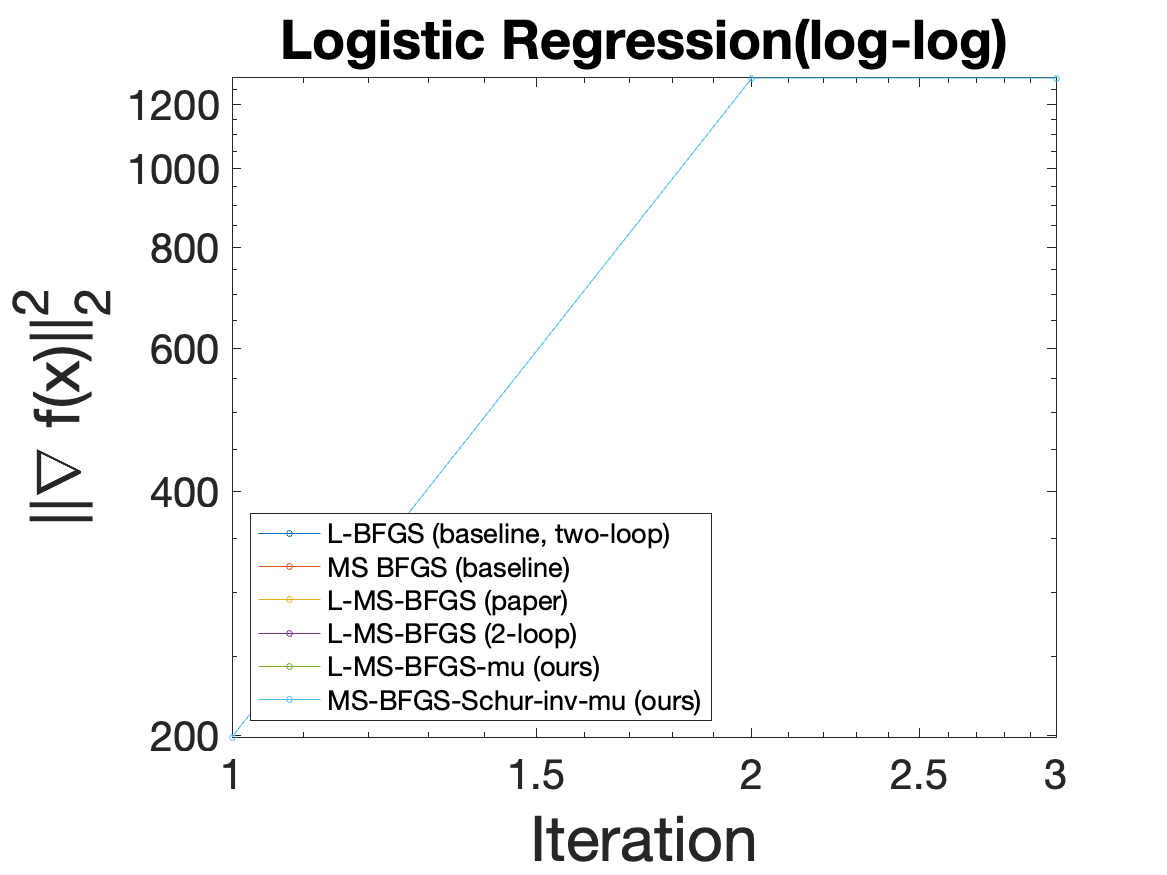 Logistic Regression(log-log)
1200
1000
800
600
400
200
||∇ f(x)||₂²
L-BFGS (baseline, two-loop)
MS BFGS (baseline)
L-MS-BFGS (paper)
L-MS-BFGS (2-loop)
L-MS-BFGS-mu (ours)
MS-BFGS-Schur-inv-mu (ours)
1 1.5 2 2.5 3
Iteration